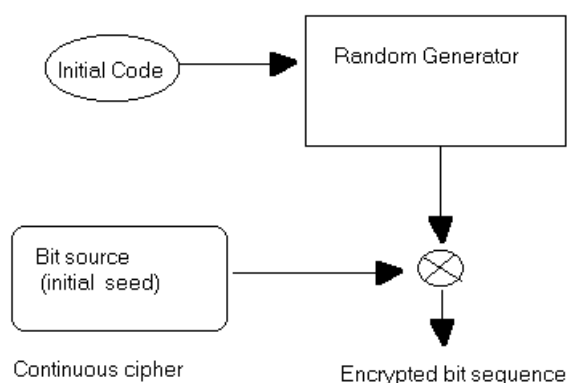 Initial Code
Random Generator
Bit source
(initial seed)
Continuous cipher
Encrypted bit sequence